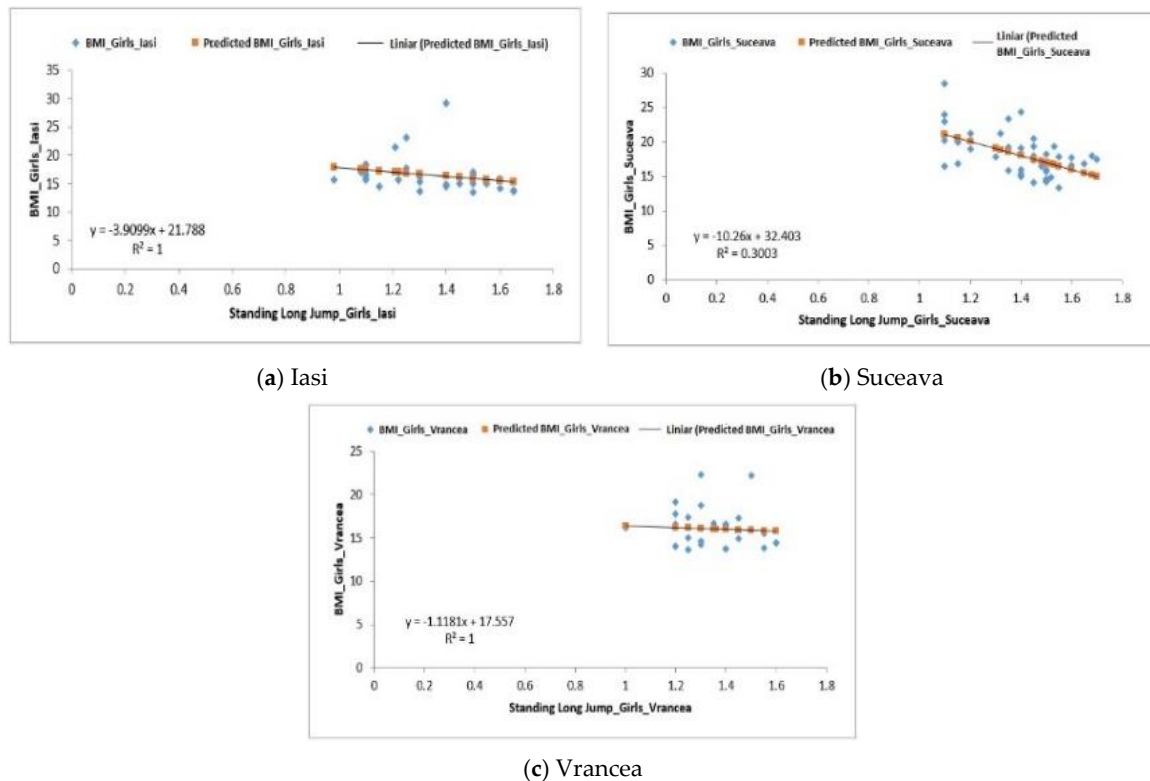 BMI_Girls_Iasi Predicted BMI_Girls_Iasi Liniar (Predicted BMI_Girls_Iasi)
35
30
25
20
15
10
5
0
BMI_Girls_Iasi
y = -3.9099x + 21.788
R² = 1
0 0.2 0.4 0.6 0.8 1 1.2 1.4 1.6 1.8
Standing Long Jump_Girls_Iasi
(a) Iasi
BMI_Girls_Suceava Predicted BMI_Girls_Suceava Liniar (Predicted
BMI_Girls_Suceava
30
25
20
15
10
5
0
BMI_Girls_Suceava
y = -10.26x + 32.403
R² = 0.3003
0 0.2 0.4 0.6 0.8 1 1.2 1.4 1.6 1.8
Standing Long Jump_Girls_Suceava
(b) Suceava
BMI_Girls_Vrancea Predicted BMI_Girls_Vrancea Liniar (Predicted BMI_Girls_Vrancea
25
20
15
10
5
0
BMI_Girls_Vrancea
y = -1.1181x + 17.557
R² = 1
0 0.2 0.4 0.6 0.8 1 1.2 1.4 1.6 1.8
Standing Long Jump_Girls_Vrancea
(c) Vrancea